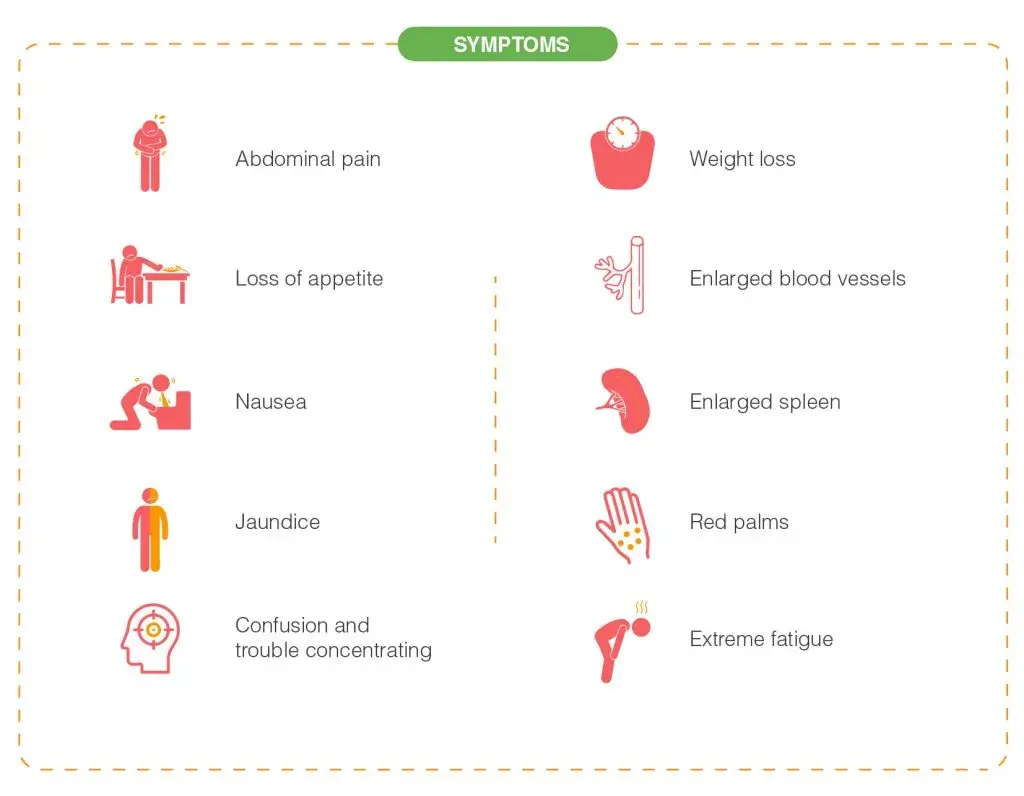 SYMPTOMS
Abdominal pain
Loss of appetite
Nausea
Jaundice
Confusion and
trouble concentrating
Weight loss
Enlarged blood vessels
Enlarged spleen
Red palms
Extreme fatigue